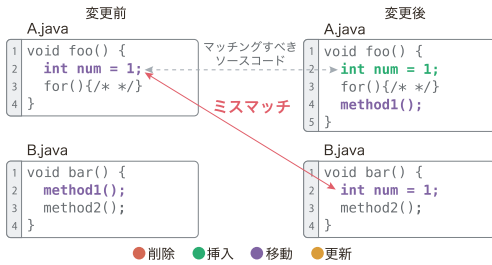 変更前
変更後
A.java
1 void foo() {
2 int num = 1;
3 for(){/* */}
4 }
マッチングすべき
ソースコード
A.java
1 void foo() {
2 int num = 1;
3 for(){/* */}
4 method1();
5 }
ミスマッチ
B.java
1 void bar() {
2 method1();
3 method2();
4 }
B.java
1 void bar() {
2 int num = 1;
3 method2();
4 }
削除 挿入 移動 更新